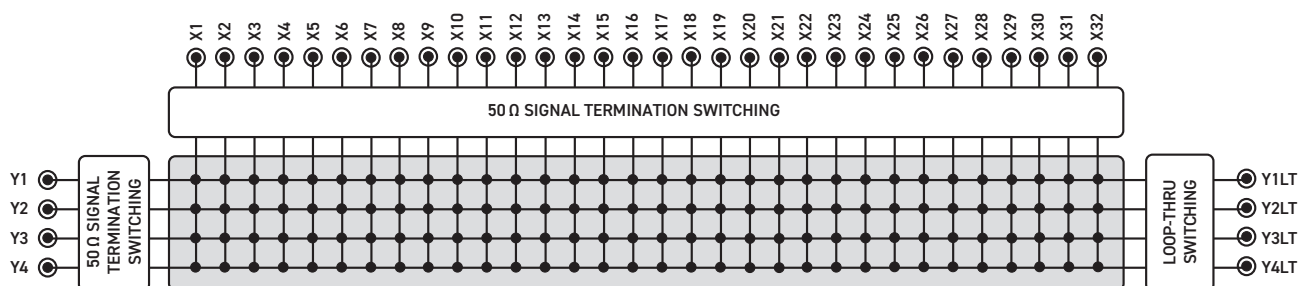 X1 X2 X3 X4 X5 X6 X7 X8 X9 X10 X11 X12 X13 X14 X15 X16 X17 X18 X19 X20 X21 X22 X23 X24 X25 X26 X27 X28 X29 X30 X31 X32
50 Ω SIGNAL TERMINATION SWITCHING
Y1
Y2
Y3
Y4
50 Ω SIGNAL
TERMINATION
SWITCHING
LOOP-THRU
SWITCHING
Y1LT
Y2LT
Y3LT
Y4LT